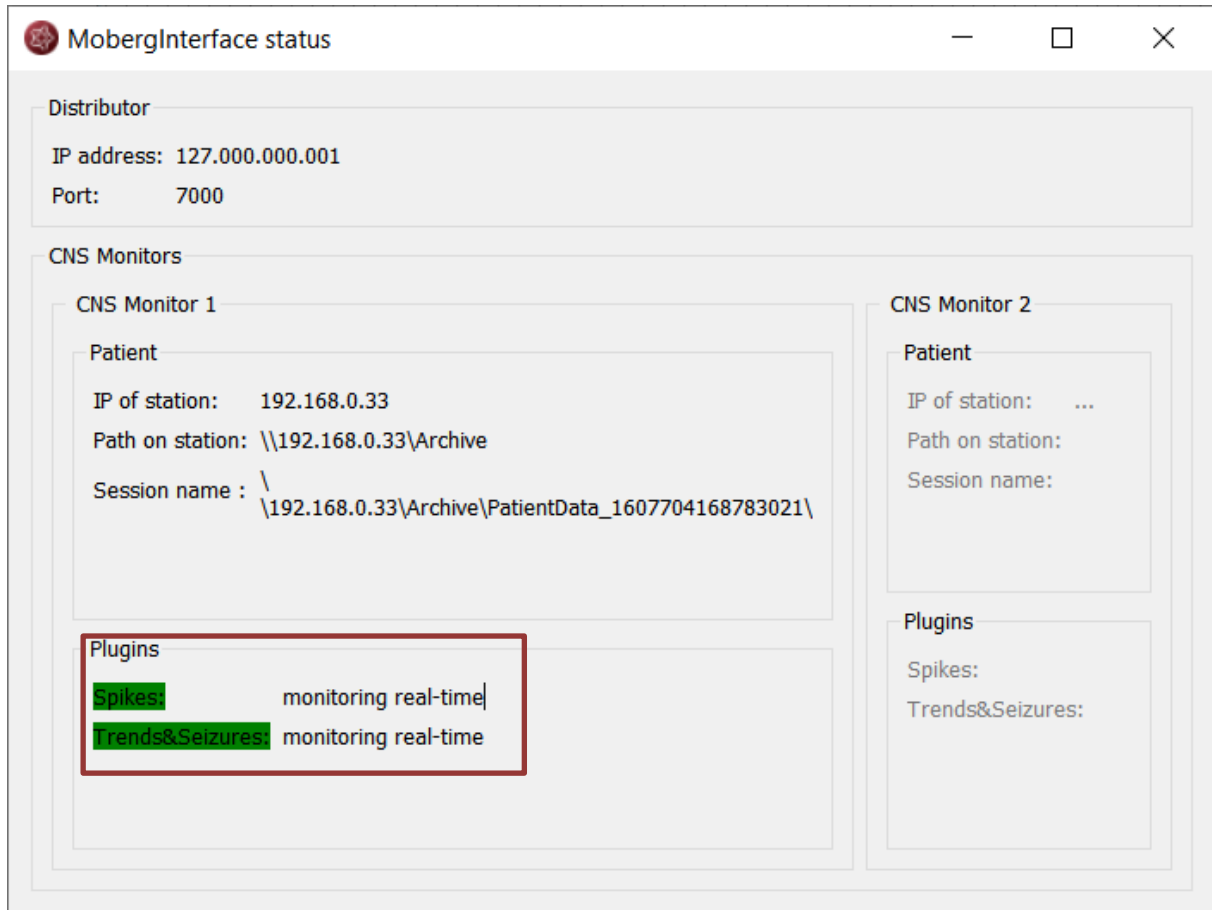 MobergInterface status
Distributor
IP address: 127.000.000.001
Port: 7000
CNS Monitors
CNS Monitor 1
Patient
IP of station: 192.168.0.33
Path on station: \\192.168.0.33\Archive
Session name : \
\192.168.0.33\Archive\PatientData_1607704168783021\
Plugins
Spikes: monitoring real-time
Trends&Seizures: monitoring real-time
CNS Monitor 2
Patient
IP of station: ...
Path on station:
Session name:
Plugins
Spikes:
Trends&Seizures: